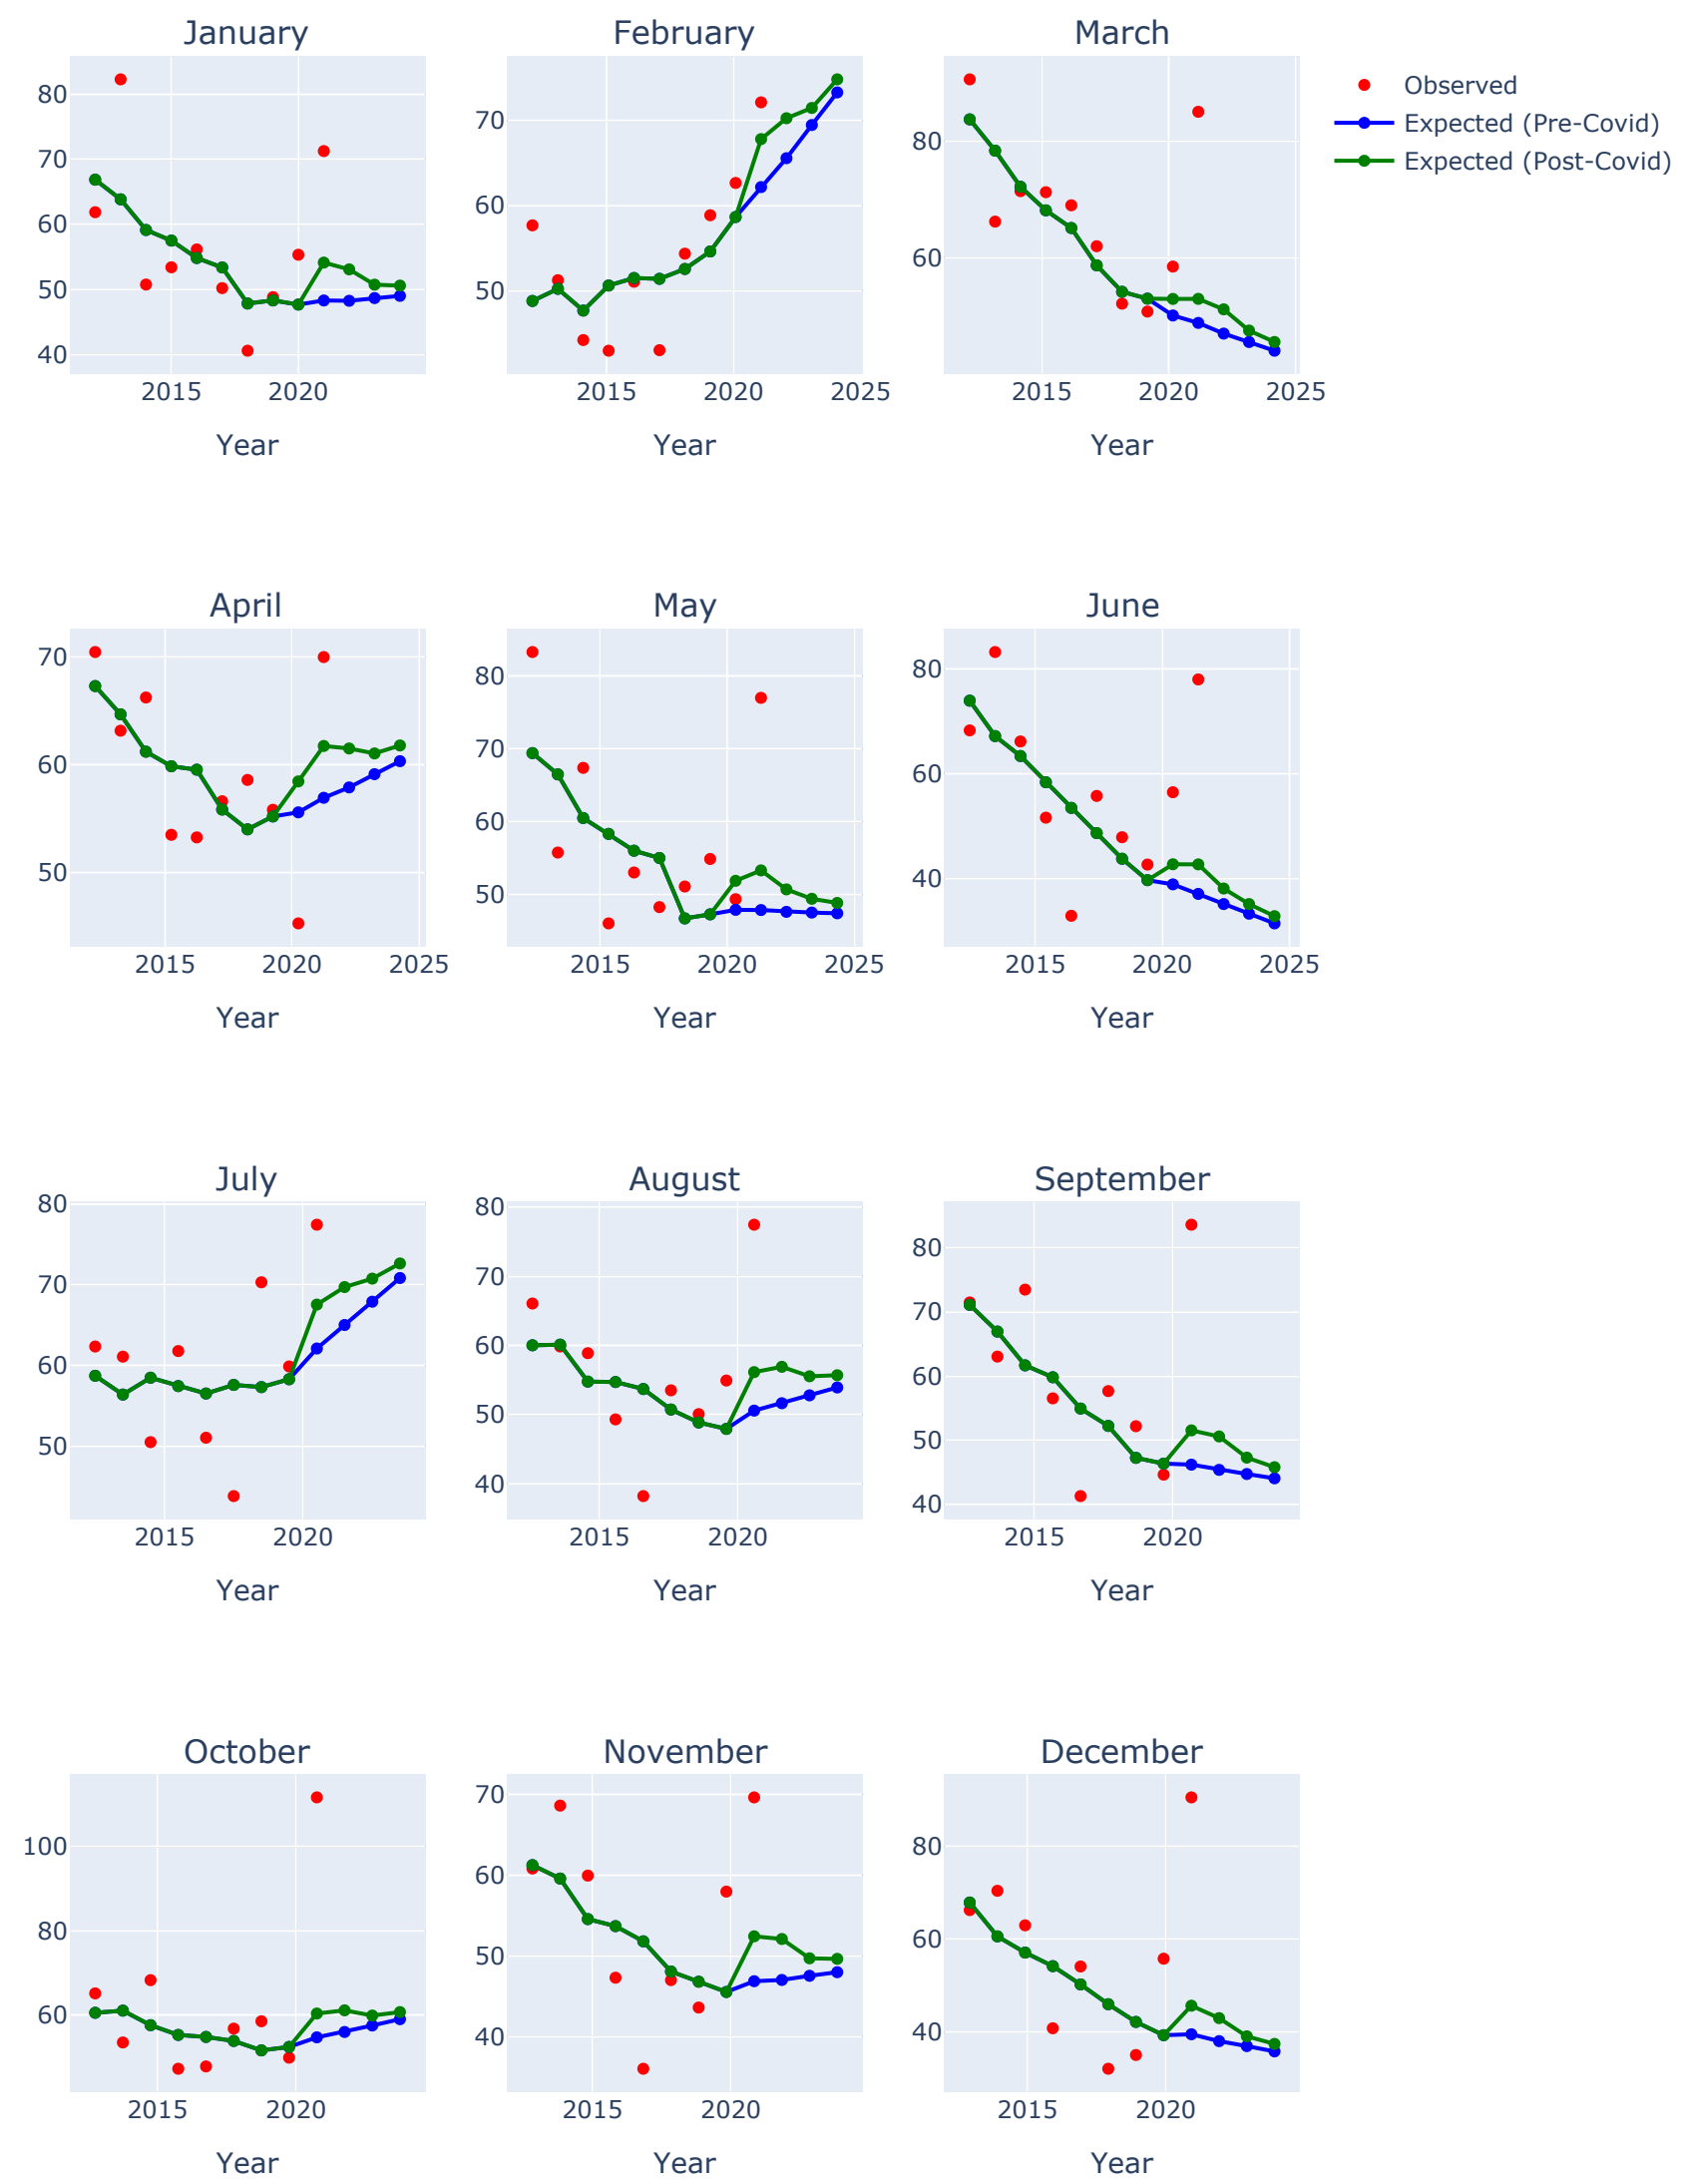 January
February
March
80
70
60
50
40
2015
2020
Year
70
60
50
2015
2020
2025
Year
80
60
2015
2020
2025
Year
Observed
Expected (Pre-Covid)
Expected (Post-Covid)
April
May
June
70
60
50
2015
2020
2025
Year
80
70
60
50
2015
2020
2025
Year
80
60
40
2015
2020
2025
Year
July
August
September
80
70
60
50
2015
2020
Year
80
70
60
50
40
2015
2020
Year
80
70
60
50
40
2015
2020
Year
October
November
December
100
80
60
2015
2020
Year
70
60
50
40
2015
2020
Year
80
60
40
2015
2020
Year